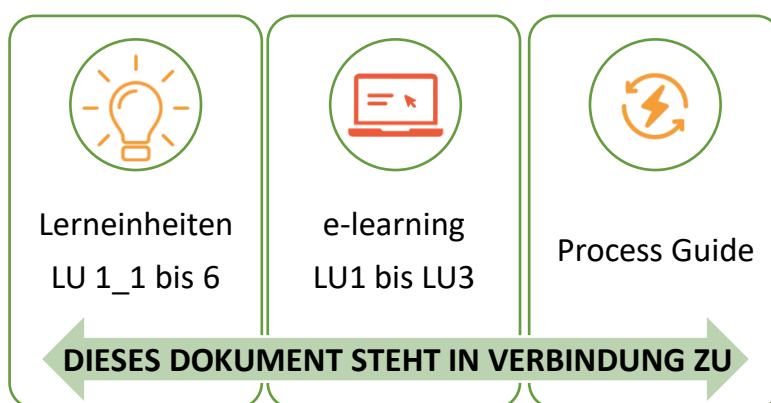 Lerneinheiten
LU 1_1 bis 6
e-learning
LU1 bis LU3
Process Guide
DIESES DOKUMENT STEHT IN VERBINDUNG ZU